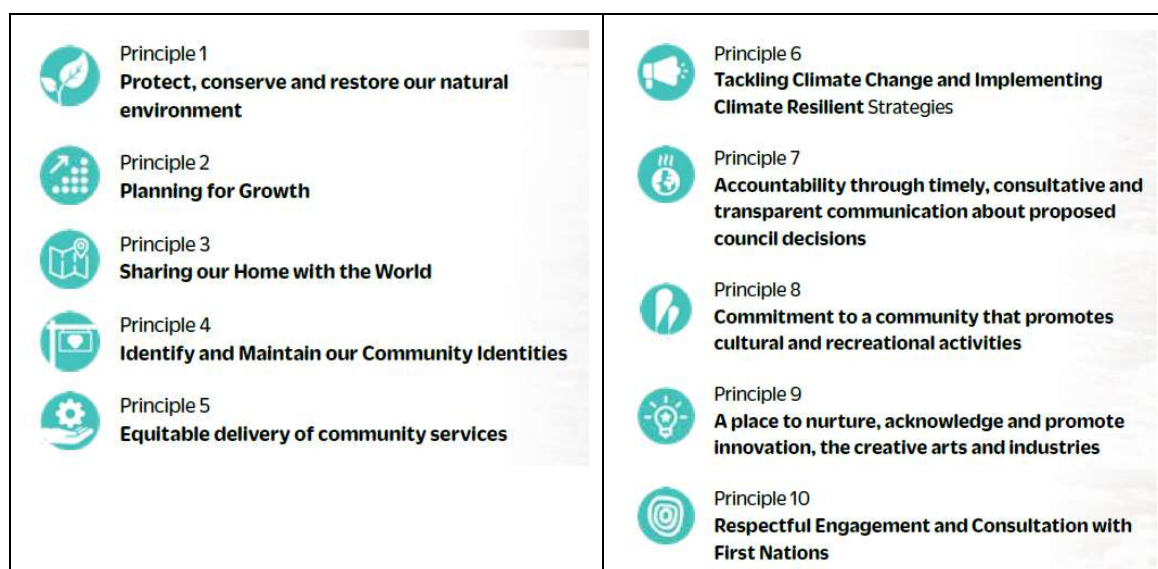 Principle 1
Protect, conserve and restore our natural
environment
Principle 2
Planning for Growth
Principle 3
Sharing our Home with the World
Principle 4
Identify and Maintain our Community Identities
Principle 5
Equitable delivery of community services
Principle 6
Tackling Climate Change and Implementing
Climate Resilient Strategies
Principle 7
Accountability through timely, consultative and
transparent communication about proposed
council decisions
Principle 8
Commitment to a community that promotes
cultural and recreational activities
Principle 9
A place to nurture, acknowledge and promote
innovation, the creative arts and industries
Principle 10
Respectful Engagement and Consultation with
First Nations